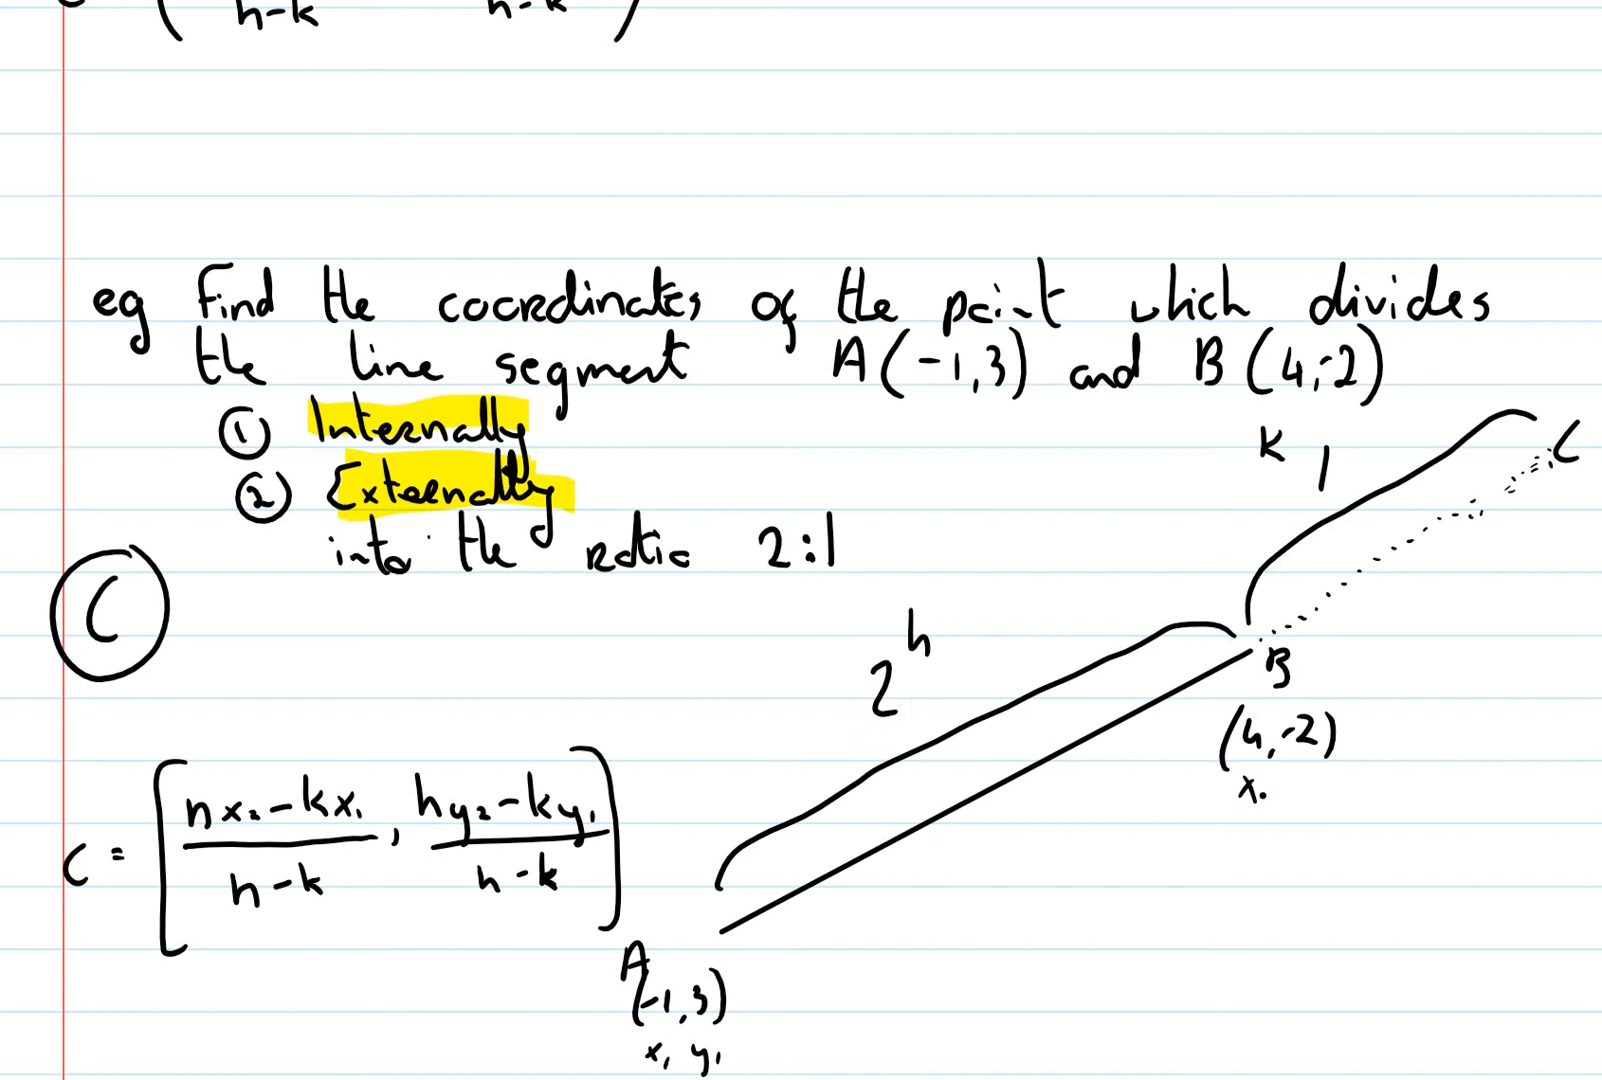 h-k h-k
eg Find the coordinates of the point which divides
the line segment A(-1,3) and B(4,-2)
① Internally
② Externally
into the ratio 2:1
K 1 C
C
h
2
B
(4,-2)
x.
C = [ hx₂-kx₁ / h-k , hy₂-ky₁ / h-k ]
A
(-1,3)
x₁ y₁